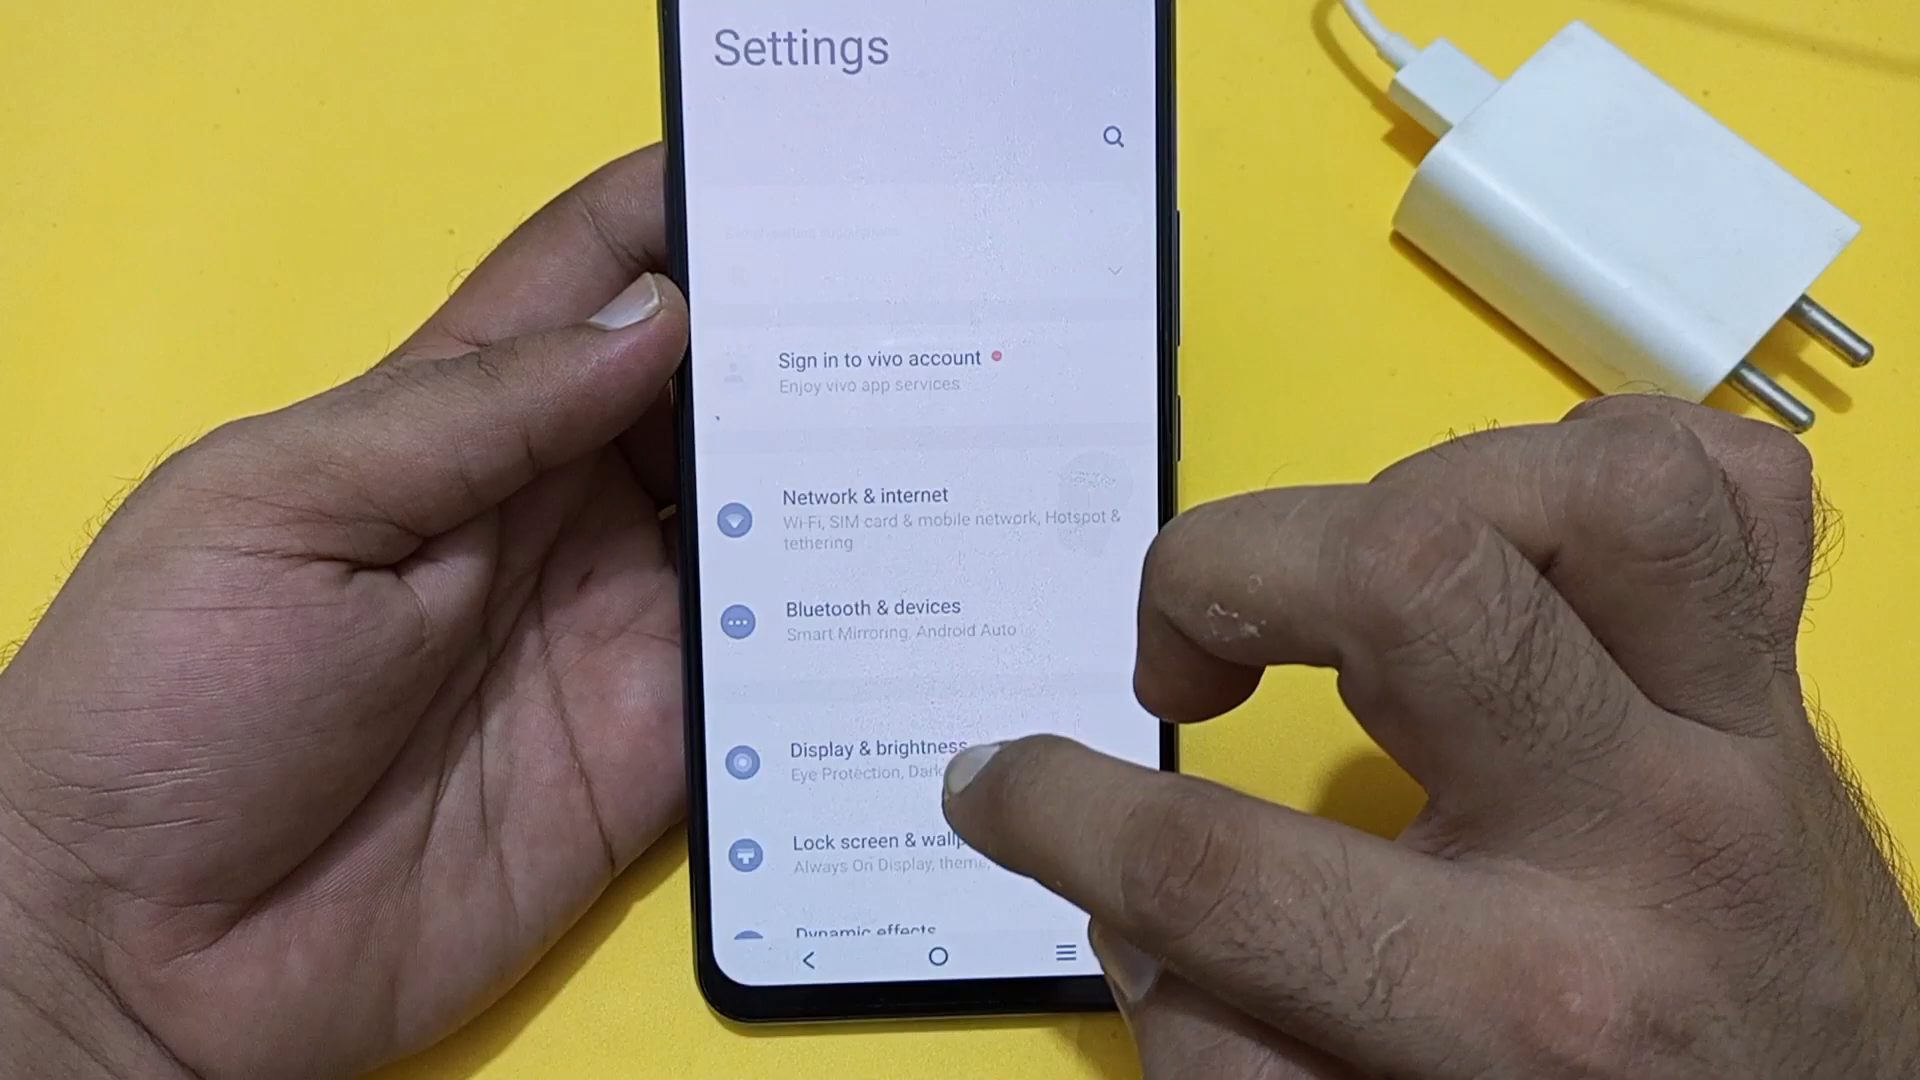 Settings
Sign in to vivo account
Enjoy vivo app services
Network & internet
Wi-Fi, SIM card & mobile network, Hotspot &
tethering
Bluetooth & devices
Smart Mirroring, Android Auto
Display & brightness
Eye Protection, Dark
Lock screen & wallp
Always On Display, theme,
Dynamic effects